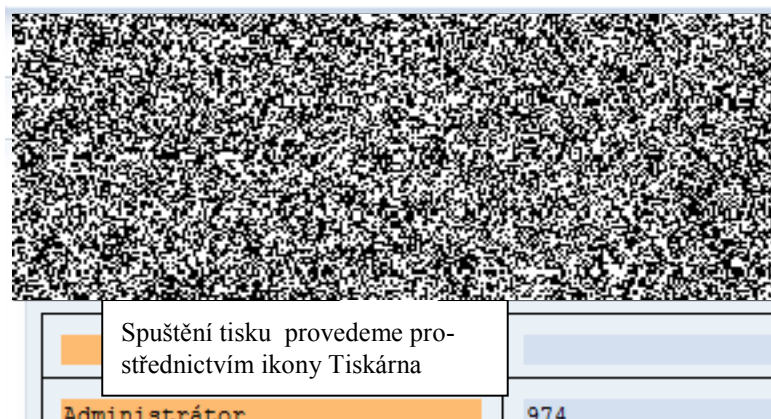 Spuštění tisku  provedeme pro-
střednictvím ikony Tiskárna
Administrátor
974